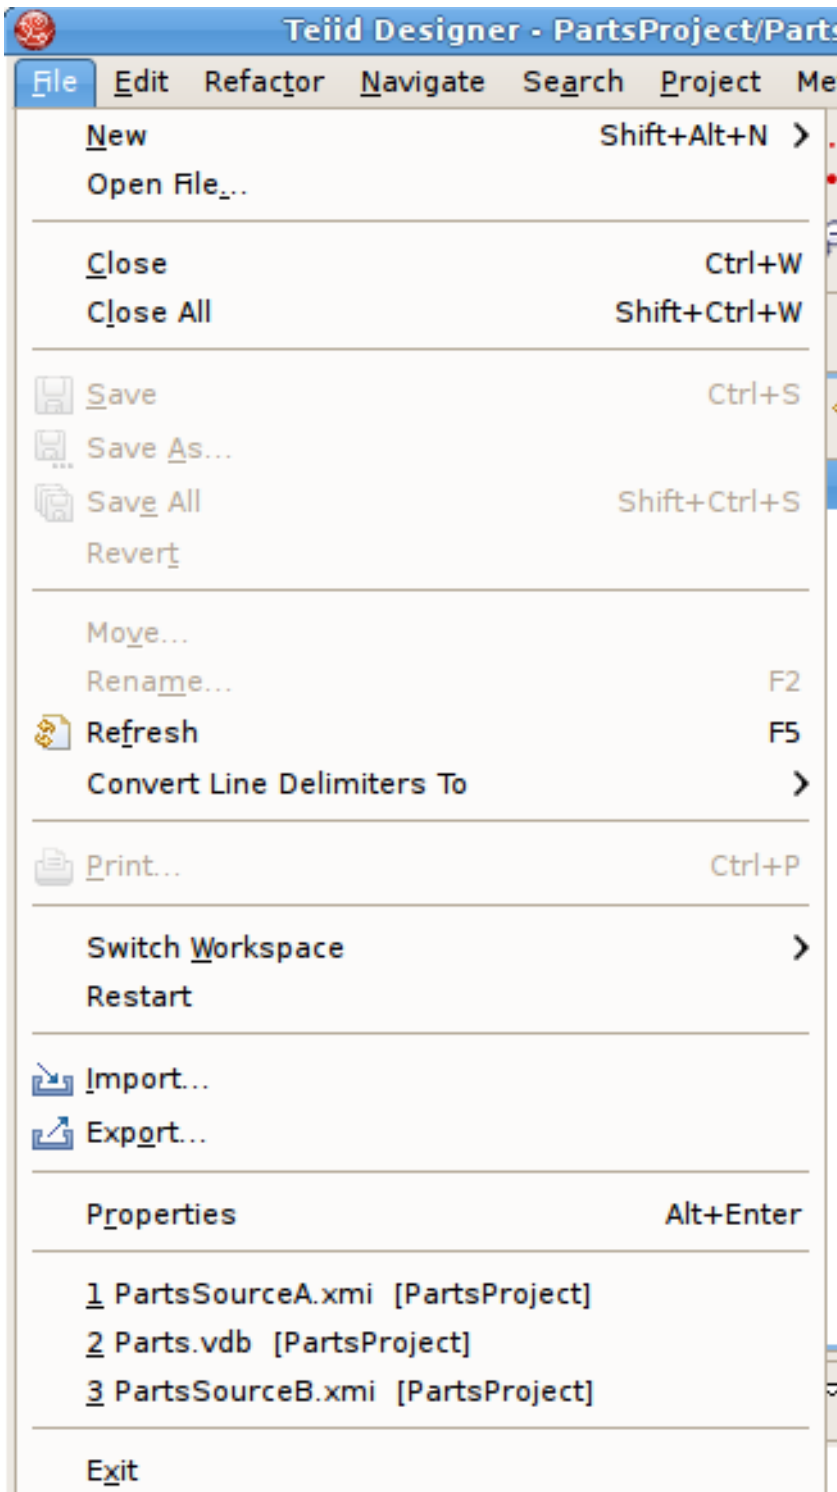 Teiid Designer - PartsProject/Parts
File Edit Refactor Navigate Search Project Me
New Shift+Alt+N
Open File...
Close Ctrl+W
Close All Shift+Ctrl+W
Save Ctrl+S
Save As...
Save All Shift+Ctrl+S
Revert
Move...
Rename... F2
Refresh F5
Convert Line Delimiters To
Print... Ctrl+P
Switch Workspace
Restart
Import...
Export...
Properties Alt+Enter
1 PartsSourceA.xmi [PartsProject]
2 Parts.vdb [PartsProject]
3 PartsSourceB.xmi [PartsProject]
Exit